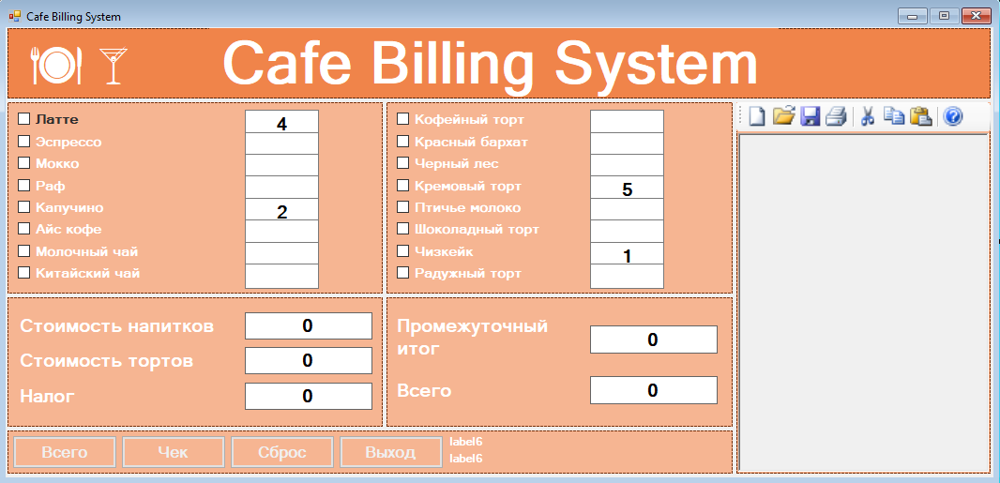 Cafe Billing System
Cafe Billing System
Латте 4
Эспрессо
Мокко
Раф
Капучино 2
Айс кофе
Молочный чай
Китайский чай
Кофейный торт
Красный бархат
Черный лес
Кремовый торт 5
Птичье молоко
Шоколадный торт
Чизкейк 1
Радужный торт
Стоимость напитков 0
Стоимость тортов 0
Налог 0
Промежуточный
итог 0
Всего 0
Всего Чек Сброс Выход
label6
label6